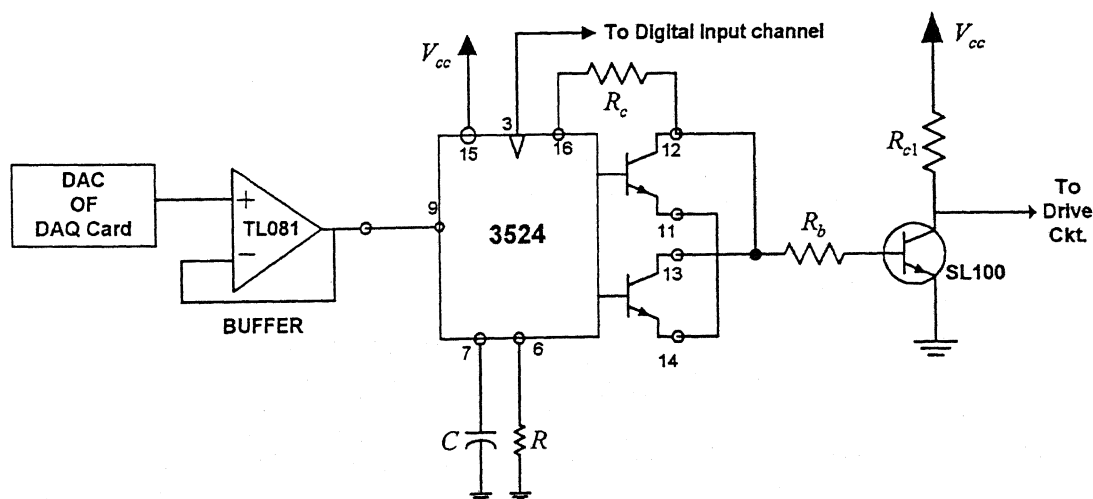 To Digital Input channel
V_cc
V_cc
3
R_c
15
16
12
R_c1
DAC
OF
DAQ Card
+
TL081
−
9
3524
11
13
R_b
To
Drive
Ckt.
SL100
BUFFER
7
6
14
C
R